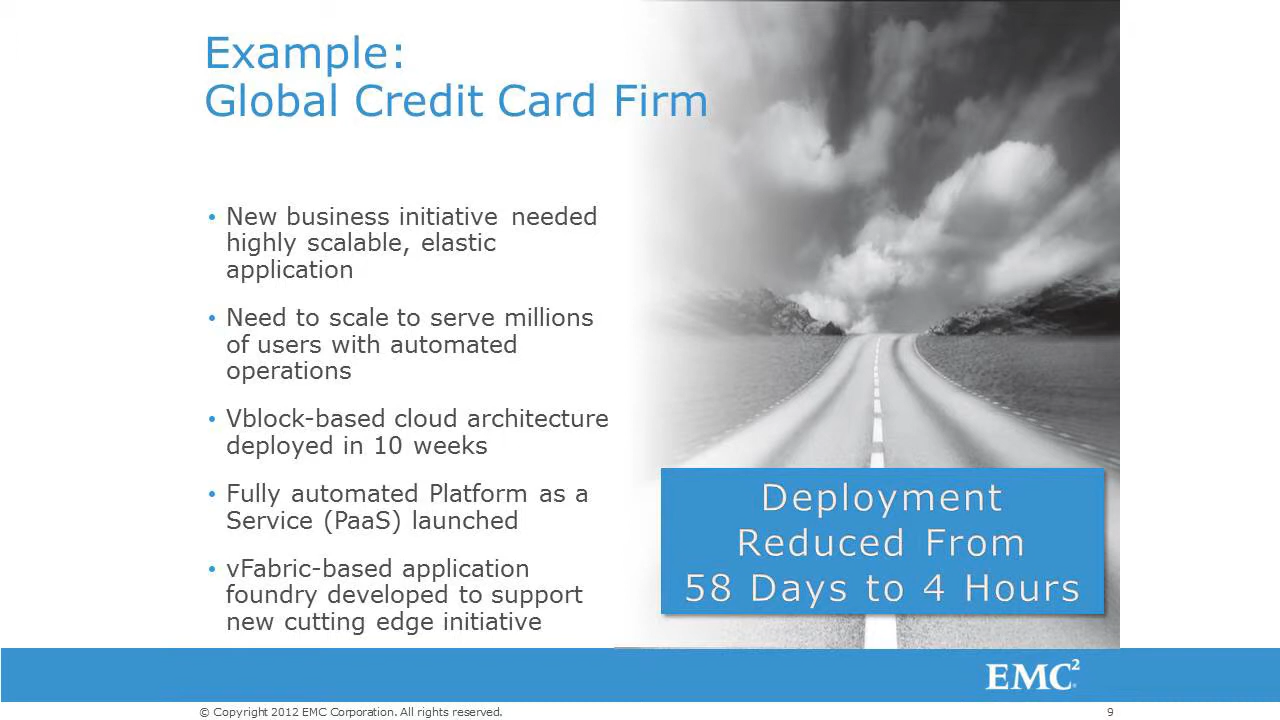 Example:
Global Credit Card Firm
• New business initiative needed
highly scalable, elastic
application
• Need to scale to serve millions
of users with automated
operations
• Vblock-based cloud architecture
deployed in 10 weeks
• Fully automated Platform as a
Service (PaaS) launched
• vFabric-based application
foundry developed to support
new cutting edge initiative
Deployment
Reduced From
58 Days to 4 Hours
EMC²
© Copyright 2012 EMC Corporation. All rights reserved.
9